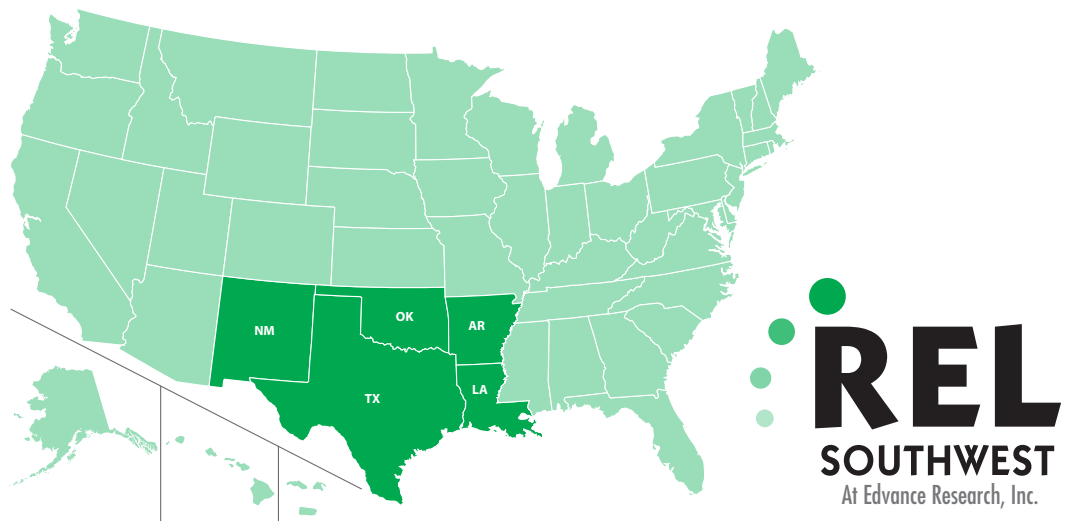 NM
OK
AR
TX
LA
REL
SOUTHWEST
At Edvance Research, Inc.